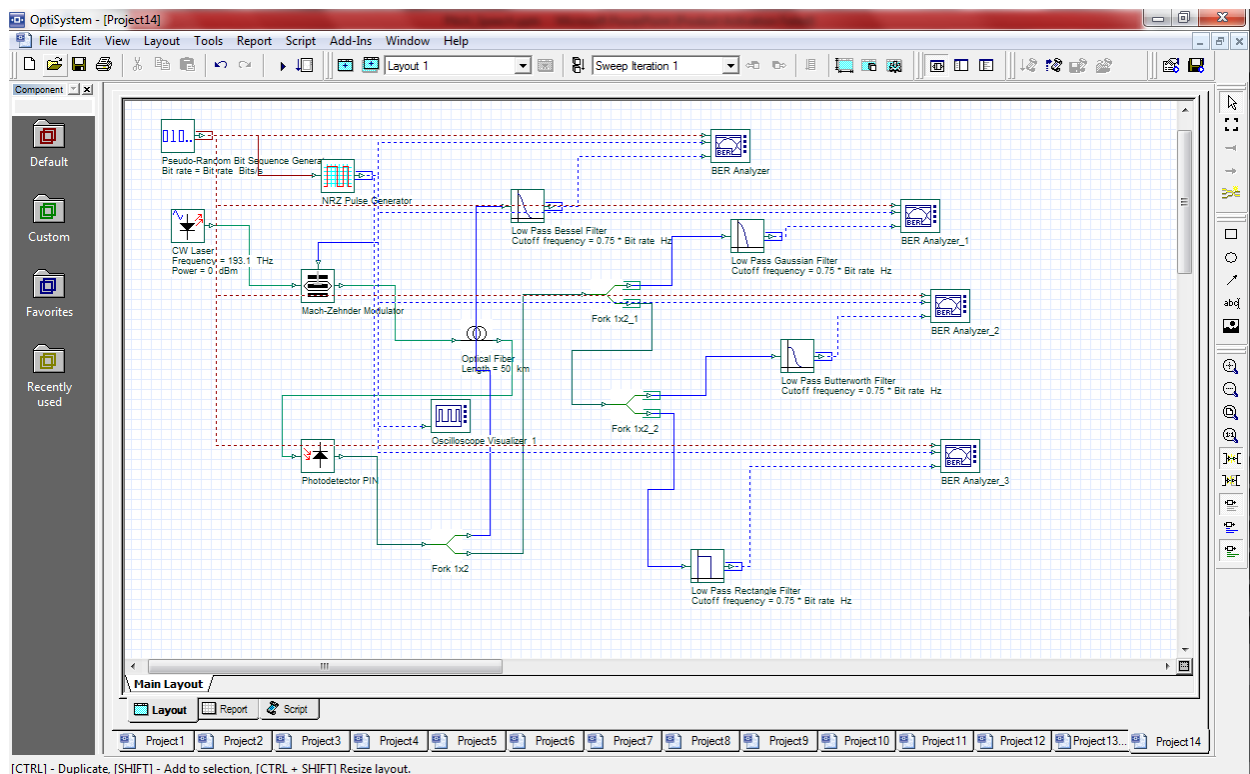 OptiSystem - [Project14]
File Edit View Layout Tools Report Script Add-Ins Window Help
Layout 1
Sweep Iteration 1
Component
Default
Custom
Favorites
Recently
used
010..
Pseudo-Random Bit Sequence Genera
Bit rate = Bit rate Bits/s
NRZ Pulse Generator
BER
BER Analyzer
CW Laser
Frequency = 193.1 THz
Power = 0 dBm
Low Pass Bessel Filter
Cutoff frequency = 0.75 * Bit rate Hz
BER
BER Analyzer_1
Low Pass Gaussian Filter
Cutoff frequency = 0.75 * Bit rate Hz
Mach-Zehnder Modulator
Fork 1x2_1
BER
BER Analyzer_2
Optical Fiber
Length = 50 km
Low Pass Butterworth Filter
Cutoff frequency = 0.75 * Bit rate Hz
Oscilloscope Visualizer_1
Fork 1x2_2
Photodetector PIN
BER
BER Analyzer_3
Fork 1x2
Low Pass Rectangle Filter
Cutoff frequency = 0.75 * Bit rate Hz
abc
Main Layout
Layout Report Script
Project1 Project2 Project3 Project4 Project5 Project6 Project7 Project8 Project9 Project10 Project11 Project12 Project13... Project14
[CTRL] - Duplicate, [SHIFT] - Add to selection, [CTRL + SHIFT] Resize layout.